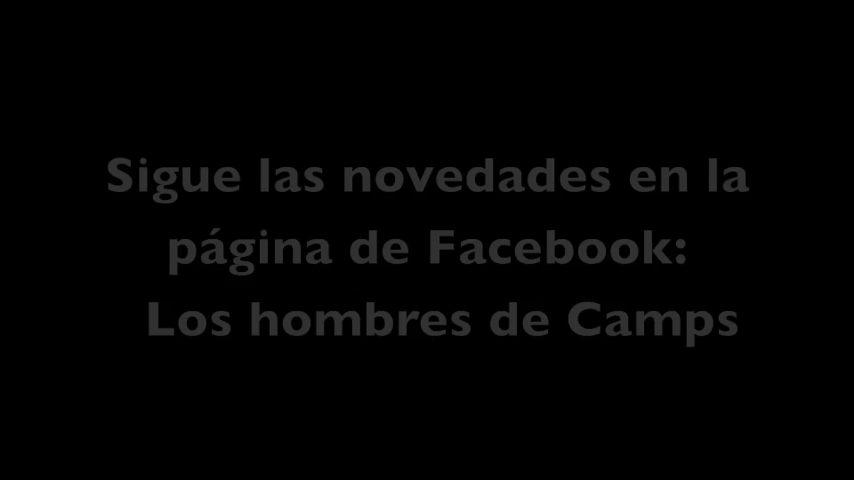 Sigue las novedades en la
página de Facebook:
Los hombres de Camps